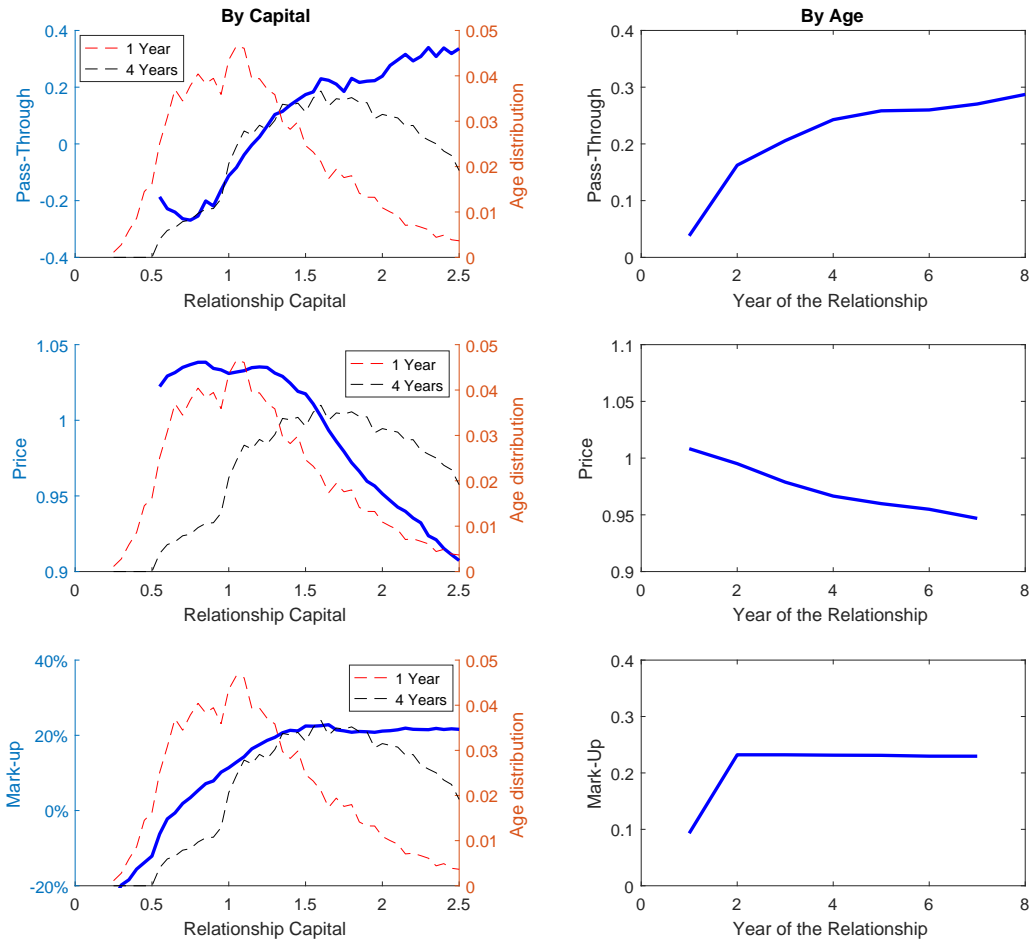 By Capital
0.4
0.2
0
-0.2
-0.4
Pass-Through
1 Year
4 Years
0.05
0.04
0.03
0.02
0.01
0
Age distribution
0 0.5 1 1.5 2 2.5
Relationship Capital
By Age
0.4
0.3
0.2
0.1
0
Pass-Through
0 2 4 6 8
Year of the Relationship
1.05
1
0.95
0.9
Price
1 Year
4 Years
0.05
0.04
0.03
0.02
0.01
0
Age distribution
0 0.5 1 1.5 2 2.5
Relationship Capital
1.1
1.05
1
0.95
0.9
Price
0 2 4 6 8
Year of the Relationship
40%
20%
0%
-20%
Mark-up
1 Year
4 Years
0.05
0.04
0.03
0.02
0.01
0
Age distribution
0 0.5 1 1.5 2 2.5
Relationship Capital
0.4
0.3
0.2
0.1
0
Mark-Up
0 2 4 6 8
Year of the Relationship